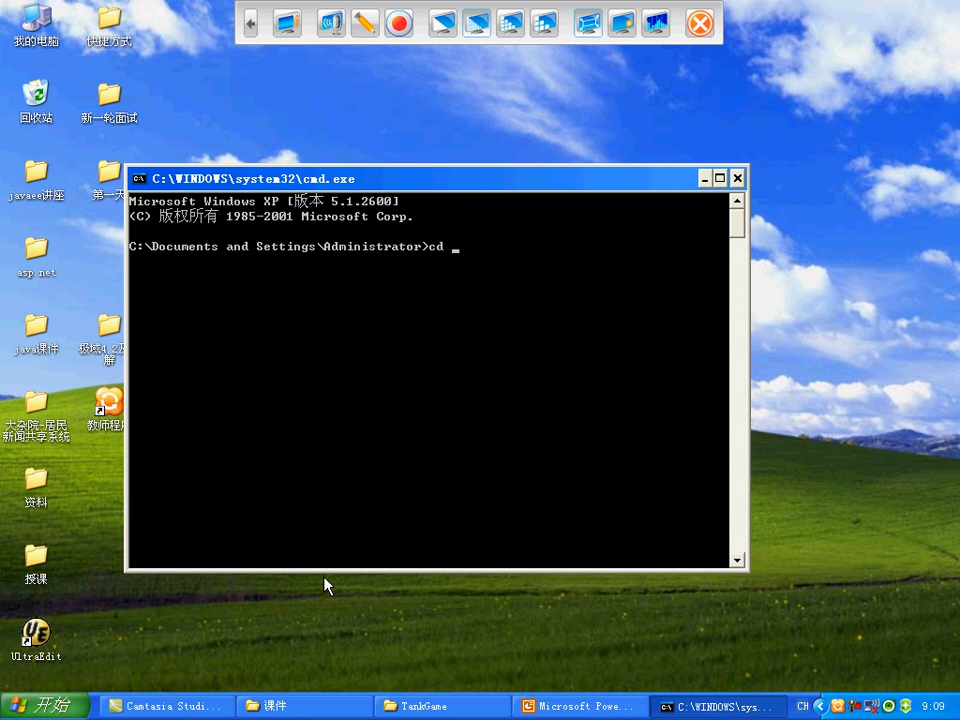 我的电脑
快捷方式
回收站
新一轮面试
javaee讲座
第一天
asp.net
java课件
极域4.2及
解
大杂院-居民
新闻共享系统
教师程序
资料
授课
UltraEdit
C:\WINDOWS\system32\cmd.exe
Microsoft Windows XP [版本 5.1.2600]
(C) 版权所有 1985-2001 Microsoft Corp.
C:\Documents and Settings\Administrator>cd _
开始
Camtasia Studi...
课件
TankGame
Microsoft Powe...
C:\WINDOWS\sys...
CH
9:09